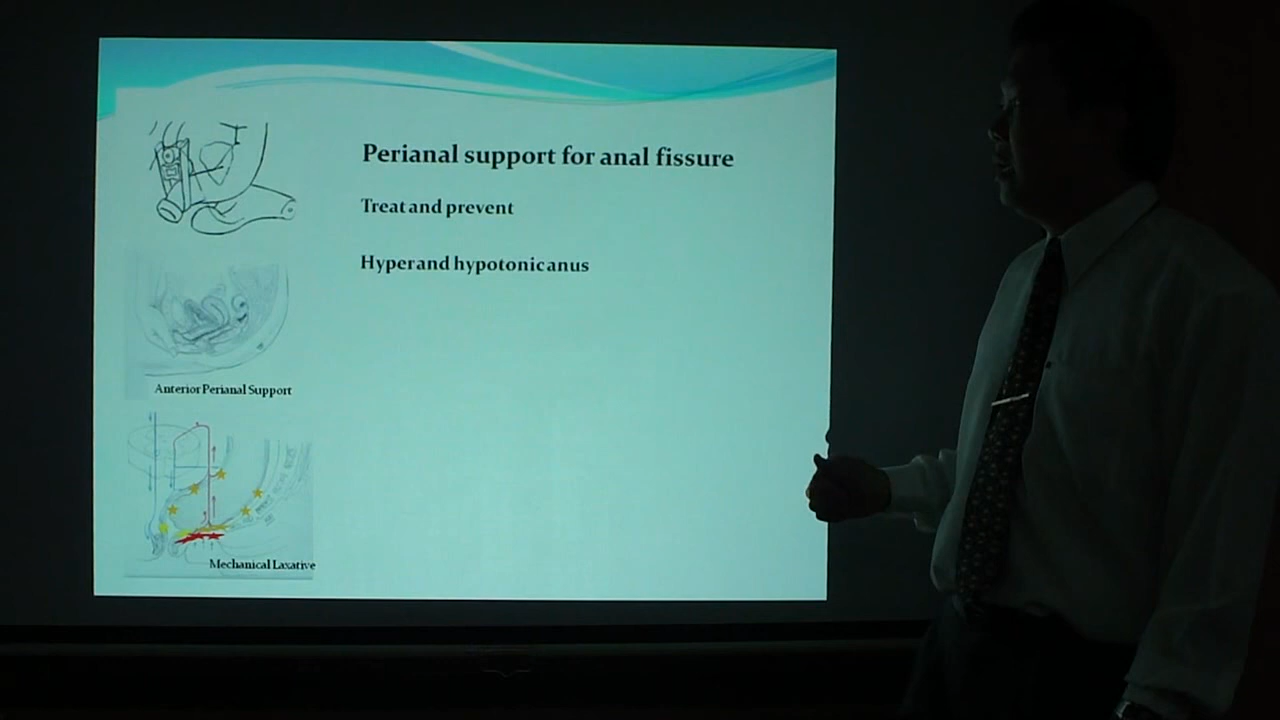 Perianal support for anal fissure
Treat and prevent
Hyper and hypotonic anus
Anterior Perianal Support
Mechanical Laxative